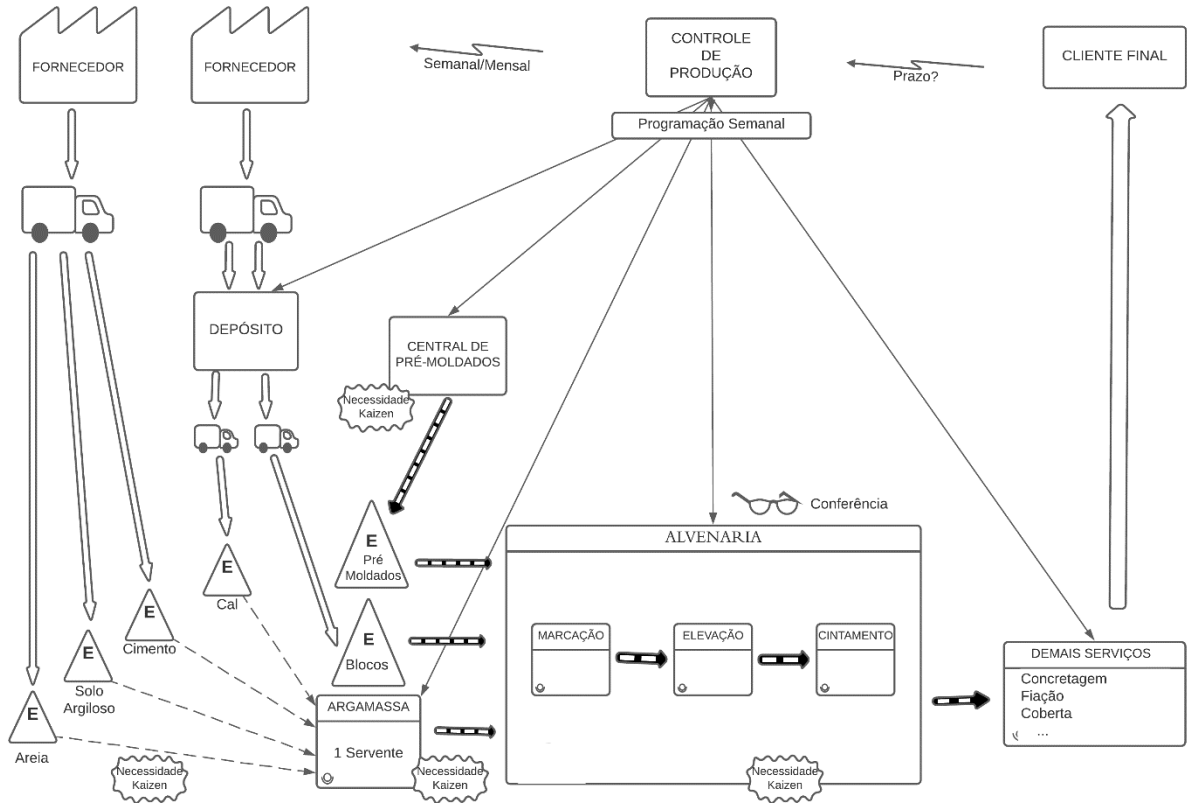 FORNECEDOR
FORNECEDOR
Semanal/Mensal
CONTROLE
DE
PRODUÇÃO
Prazo?
CLIENTE FINAL
Programação Semanal
DEPÓSITO
CENTRAL DE
PRÉ-MOLDADOS
Necessidade
Kaizen
Conferência
E
Pré
Moldados
ALVENARIA
E
Cal
E
Cimento
E
Blocos
E
Solo
Argiloso
E
Areia
MARCAÇÃO
ELEVAÇÃO
CINTAMENTO
DEMAIS SERVIÇOS
Concretagem
Fiação
Coberta
...
ARGAMASSA
1 Servente
Necessidade
Kaizen
Necessidade
Kaizen
Necessidade
Kaizen